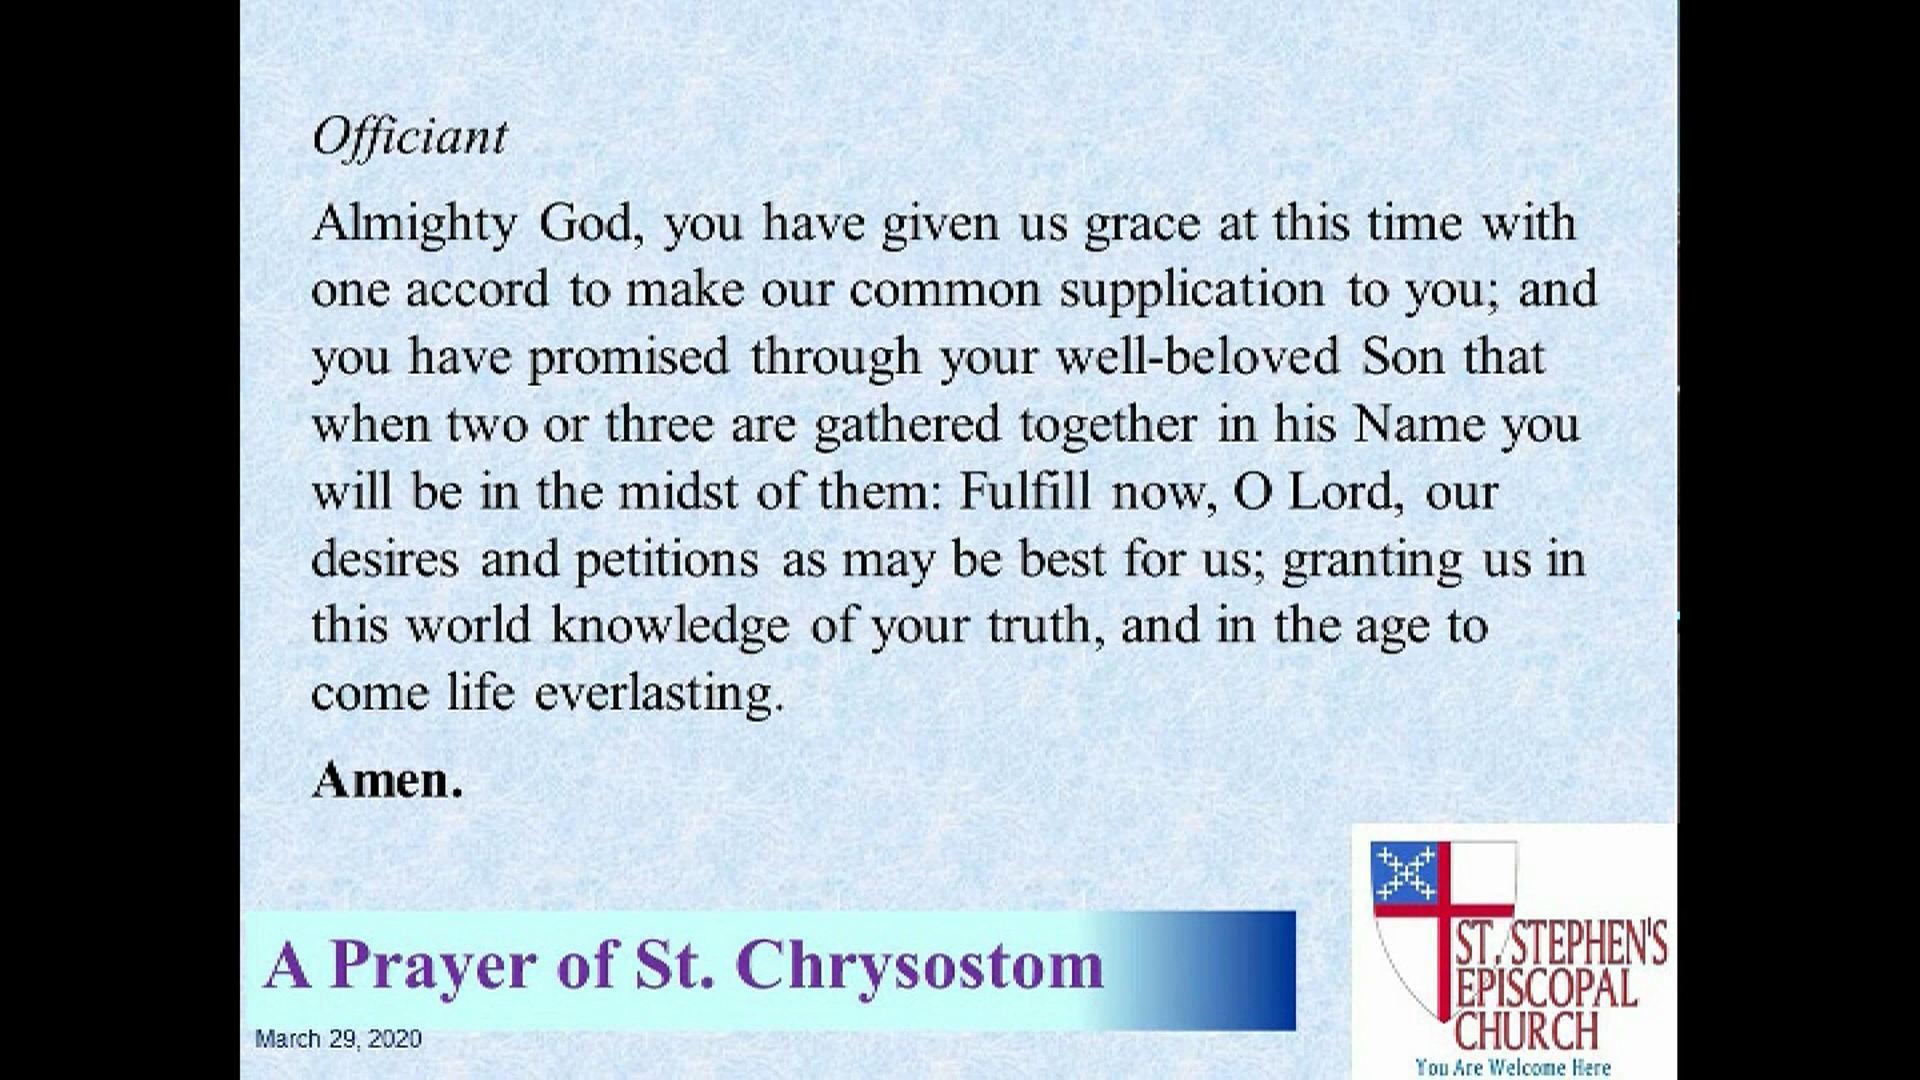 Officiant
Almighty God, you have given us grace at this time with
one accord to make our common supplication to you; and
you have promised through your well-beloved Son that
when two or three are gathered together in his Name you
will be in the midst of them: Fulfill now, O Lord, our
desires and petitions as may be best for us; granting us in
this world knowledge of your truth, and in the age to
come life everlasting.
Amen.
A Prayer of St. Chrysostom
March 29, 2020
ST. STEPHEN'S
EPISCOPAL
CHURCH
You Are Welcome Here